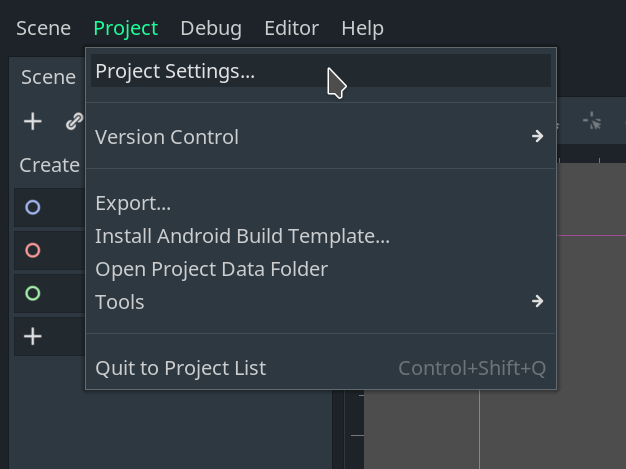 Scene Project Debug Editor Help
Scene
Project Settings...
Version Control
Create
Export...
Install Android Build Template...
Open Project Data Folder
Tools
Quit to Project List Control+Shift+Q